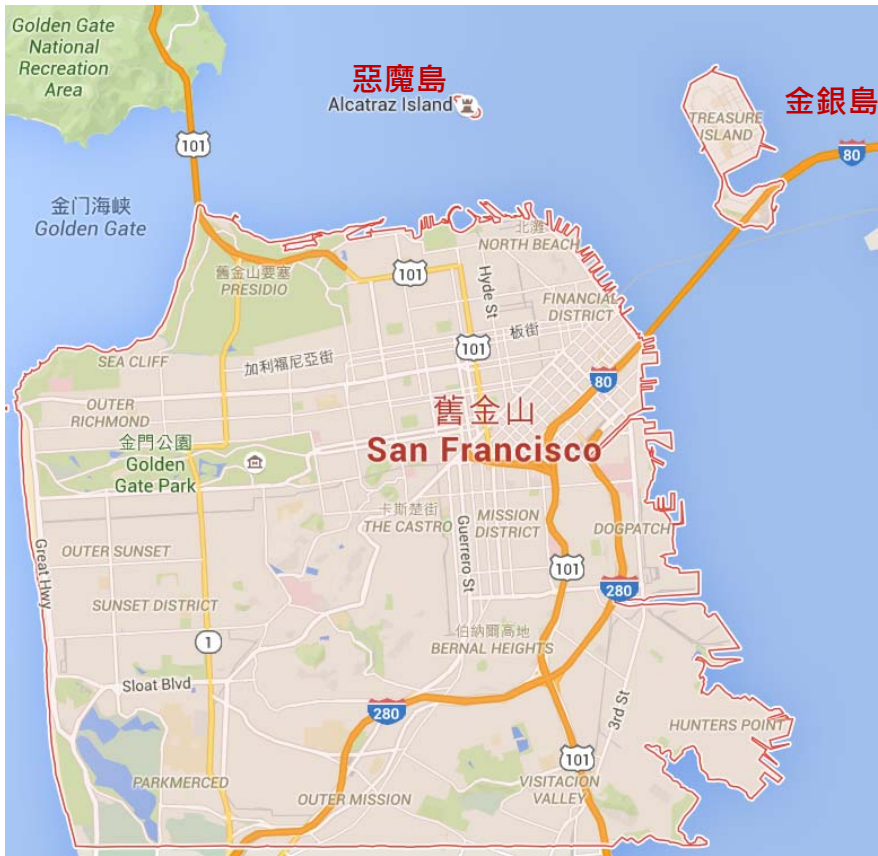 Golden Gate
National
Recreation
Area
惡魔島
Alcatraz Island
金銀島
TREASURE
ISLAND
80
101
金门海峡
Golden Gate
北灘
NORTH BEACH
舊金山要塞
PRESIDIO
101
Hyde St
FINANCIAL
DISTRICT
板街
101
SEA CLIFF
加利福尼亞街
80
OUTER
RICHMOND
舊金山
San Francisco
金門公園
Golden
Gate Park
卡斯楚街
THE CASTRO
Guerrero St
MISSION
DISTRICT
DOGPATCH
Great Hwy
OUTER SUNSET
101
280
SUNSET DISTRICT
1
伯納爾高地
BERNAL HEIGHTS
Sloat Blvd
280
3rd St
HUNTERS POINT
101
PARKMERCED
OUTER MISSION
VISITACION
VALLEY